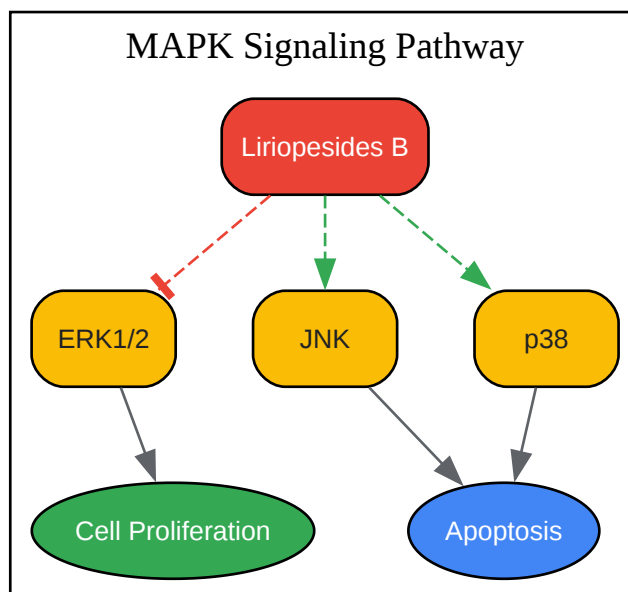 MAPK Signaling Pathway
Liriopesides B
ERK1/2
JNK
p38
Cell Proliferation
Apoptosis